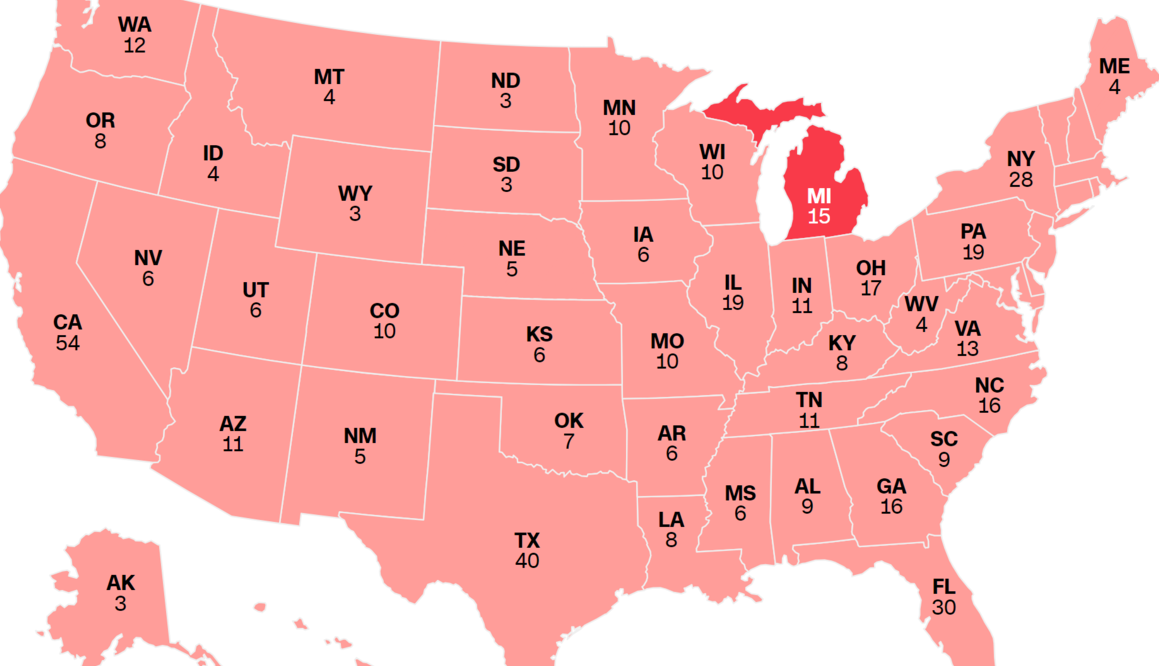 WA
12
MT
4
ND
3
MN
10
ME
4
OR
8
ID
4
WY
3
SD
3
WI
10
MI
15
NY
28
NV
6
UT
6
CO
10
NE
5
IA
6
IL
19
IN
11
OH
17
PA
19
CA
54
KS
6
MO
10
KY
8
WV
4
VA
13
AZ
11
NM
5
OK
7
AR
6
TN
11
NC
16
SC
9
MS
6
AL
9
GA
16
LA
8
TX
40
AK
3
FL
30